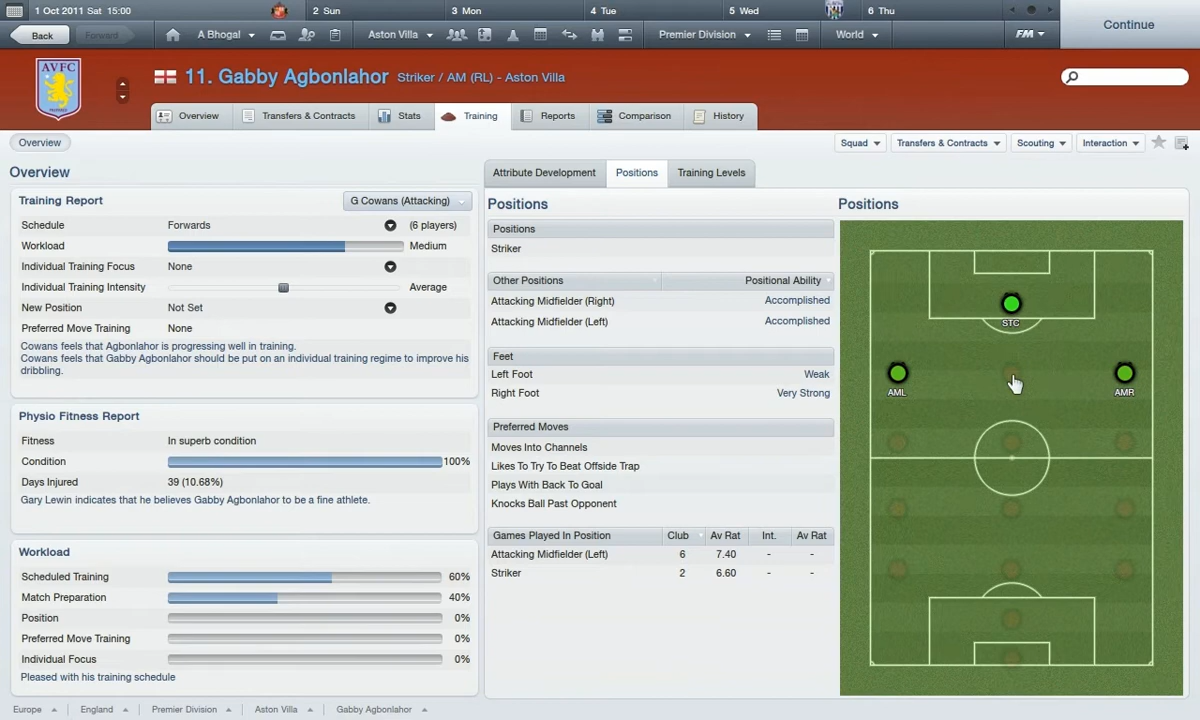 1 Oct 2011 Sat 15:00
2 Sun
3 Mon
4 Tue
5 Wed
6 Thu
Back
Forward
A Bhogal
Aston Villa
Premier Division
World
FM
Continue
AVFC
11. Gabby Agbonlahor
Striker / AM (RL) - Aston Villa
Overview
Transfers & Contracts
Stats
Training
Reports
Comparison
History
Overview
Squad
Transfers & Contracts
Scouting
Interaction
Overview
Training Report
G Cowans (Attacking)
Schedule
Forwards
(6 players)
Workload
Medium
Individual Training Focus
None
Individual Training Intensity
Average
New Position
Not Set
Preferred Move Training
None
Cowans feels that Agbonlahor is progressing well in training.
Cowans feels that Gabby Agbonlahor should be put on an individual training regime to improve his
dribbling.
Physio Fitness Report
Fitness
In superb condition
Condition
100%
Days Injured
39 (10.68%)
Gary Lewin indicates that he believes Gabby Agbonlahor to be a fine athlete.
Workload
Scheduled Training
60%
Match Preparation
40%
Position
0%
Preferred Move Training
0%
Individual Focus
0%
Pleased with his training schedule
Attribute Development
Positions
Training Levels
Positions
Positions
Striker
Other Positions
Positional Ability
Attacking Midfielder (Right)
Accomplished
Attacking Midfielder (Left)
Accomplished
Feet
Left Foot
Weak
Right Foot
Very Strong
Preferred Moves
Moves Into Channels
Likes To Try To Beat Offside Trap
Plays With Back To Goal
Knocks Ball Past Opponent
Games Played In Position
Club
Av Rat
Int.
Av Rat
Attacking Midfielder (Left)
6
7.40
-
-
Striker
2
6.60
-
-
Positions
STC
AML
AMR
Europe
England
Premier Division
Aston Villa
Gabby Agbonlahor